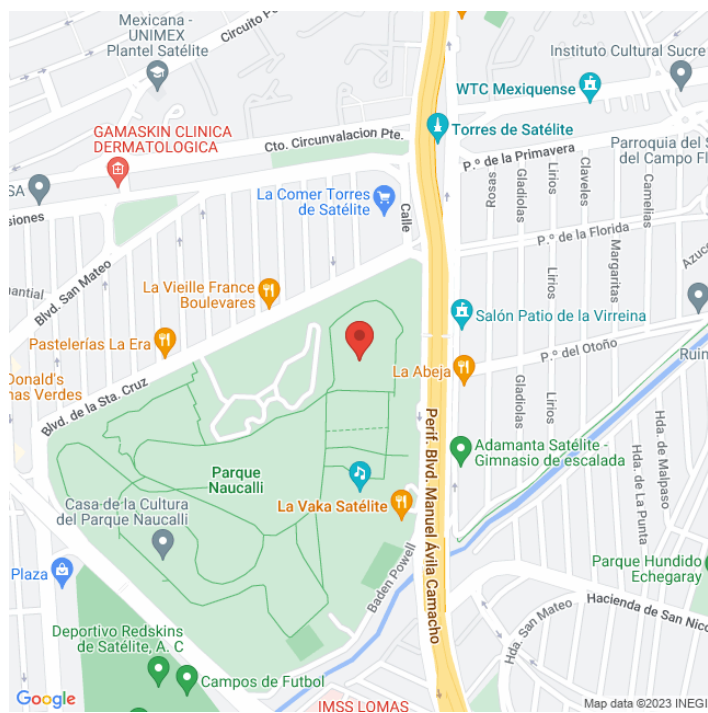 Mexicana -
UNIMEX
Plantel Satélite
Circuito
Instituto Cultural Sucre
WTC Mexiquense
GAMASKIN CLINICA
DERMATOLOGICA
Cto. Circunvalacion Pte.
Torres de Satélite
P.º de la Primavera
Parroquia del S
del Campo Fl
SA
siones
La Comer Torres
de Satélite
Calle
Rosas
Gladiolas
Lirios
Claveles
Margaritas
Camelias
P.º de la Florida
Azuc
nantial
Blvd. San Mateo
La Vieille France
Boulevares
Salón Patio de la Virreina
Pastelerías La Era
P.º del Otoño
Ruin
La Abeja
Donald's
nas Verdes
Blvd. de la Sta. Cruz
Gladiolas
Lirios
Perif. Blvd. Manuel Ávila Camacho
Adamanta Satélite -
Gimnasio de escalada
Hda. de La Punta
Hda. de Malpaso
Parque
Naucalli
La Vaka Satélite
Casa de la Cultura
del Parque Naucalli
Baden Powell
Plaza
Parque Hundido
Echegaray
Hacienda de San Nico
Hda. San Mateo
Deportivo Redskins
de Satélite, A. C
Campos de Futbol
IMSS LOMAS
Google
Map data ©2023 INEGI